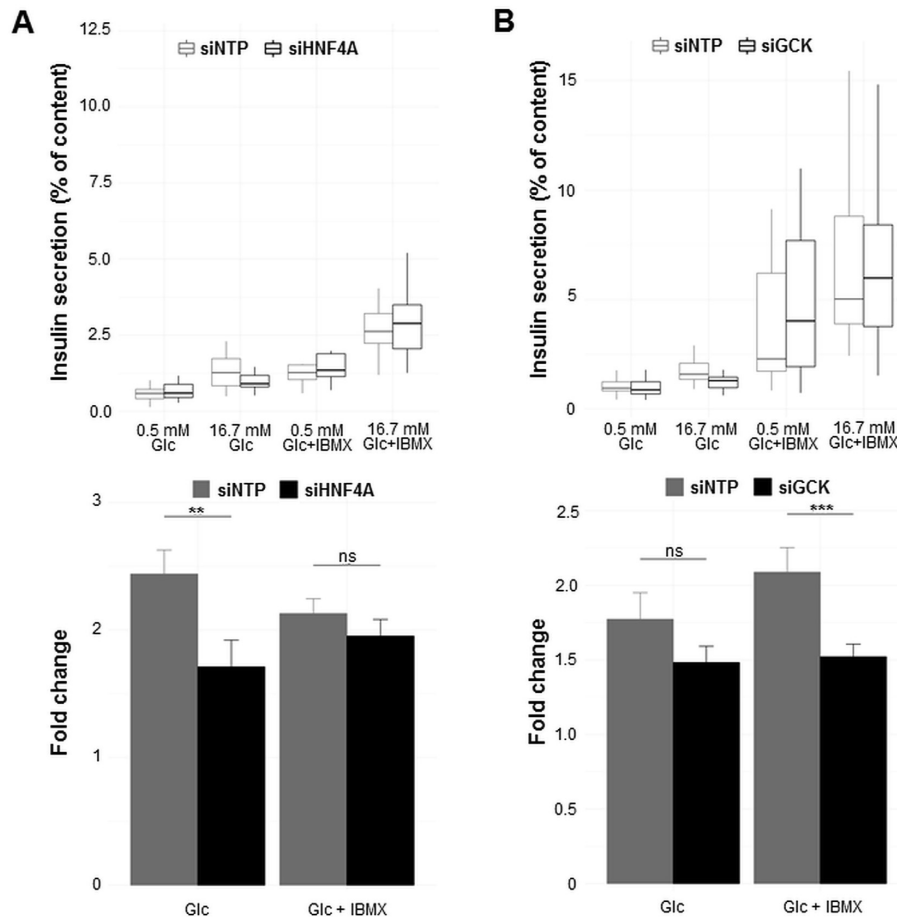 A
siNTP siHNF4A
Insulin secretion (% of content)
12.5
10.0
7.5
5.0
2.5
0.0
0.5 mM 16.7 mM 0.5 mM 16.7 mM
Glc Glc Glc+IBMX Glc+IBMX
siNTP siHNF4A
Fold change
3
2
1
0
**
ns
Glc Glc + IBMX
B
siNTP siGCK
Insulin secretion (% of content)
15
10
5
0
0.5 mM 16.7 mM 0.5 mM 16.7 mM
Glc Glc Glc+IBMX Glc+IBMX
siNTP siGCK
Fold change
2.5
2.0
1.5
1.0
0.5
0.0
ns
***
Glc Glc + IBMX